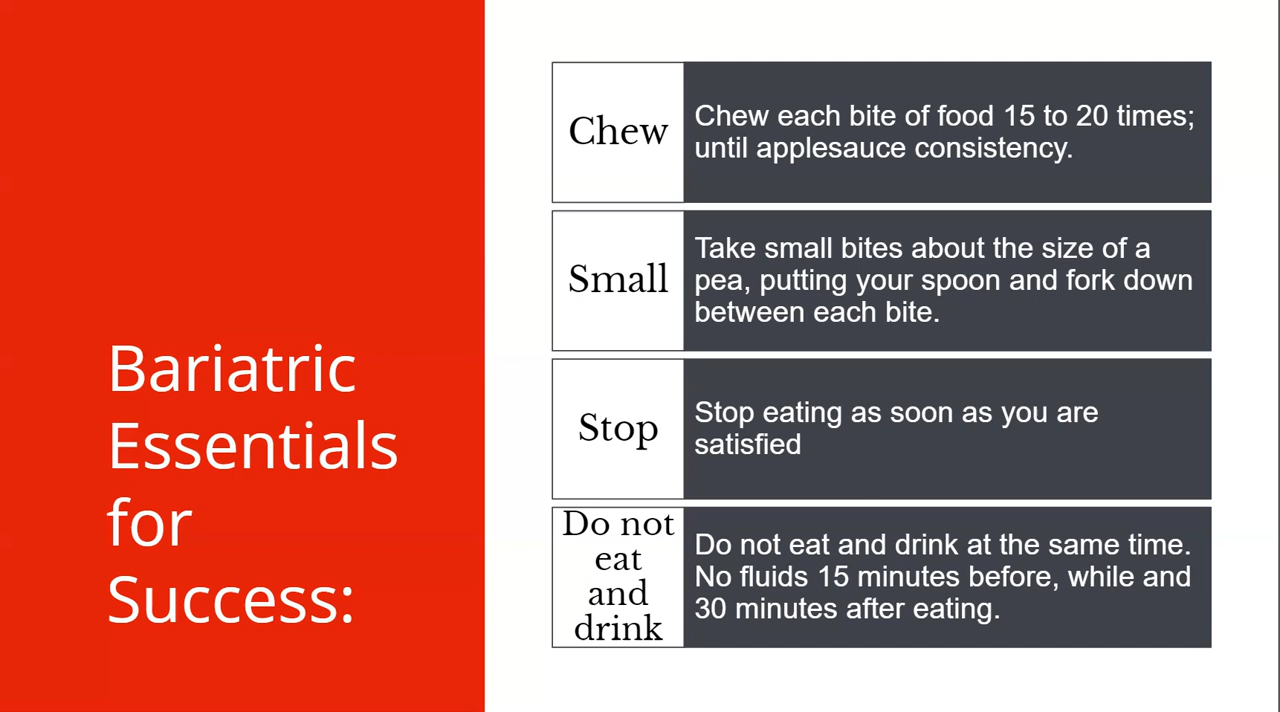 Bariatric
Essentials
for
Success:
Chew
Chew each bite of food 15 to 20 times;
until applesauce consistency.
Small
Take small bites about the size of a
pea, putting your spoon and fork down
between each bite.
Stop
Stop eating as soon as you are
satisfied
Do not
eat
and
drink
Do not eat and drink at the same time.
No fluids 15 minutes before, while and
30 minutes after eating.